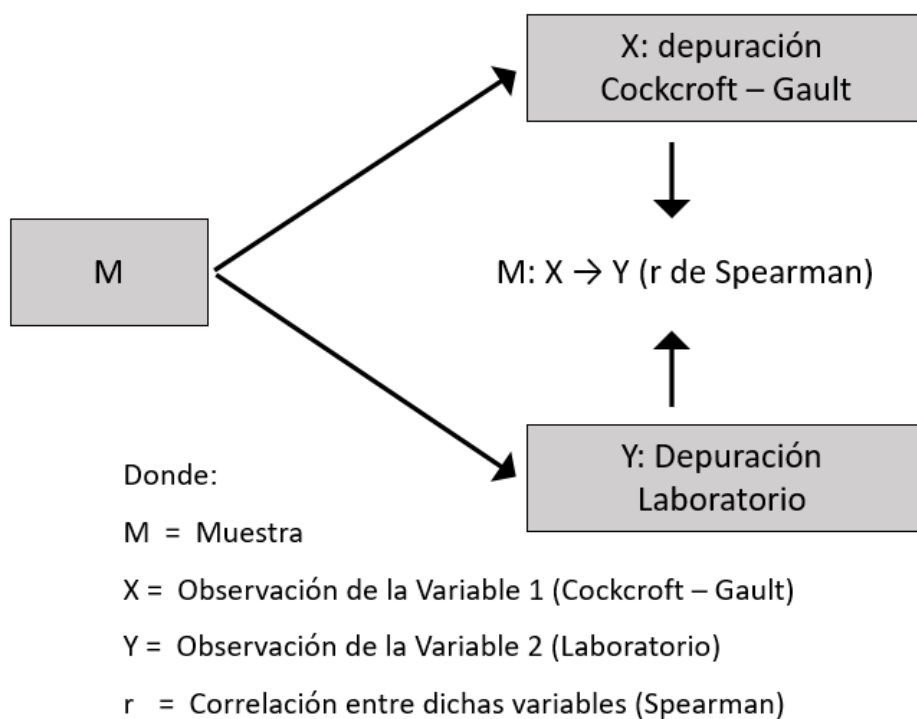 X: depuración
Cockcroft – Gault
M
M: X → Y (r de Spearman)
Y: Depuración
Laboratorio
Donde:
M = Muestra
X = Observación de la Variable 1 (Cockcroft – Gault)
Y = Observación de la Variable 2 (Laboratorio)
r = Correlación entre dichas variables (Spearman)